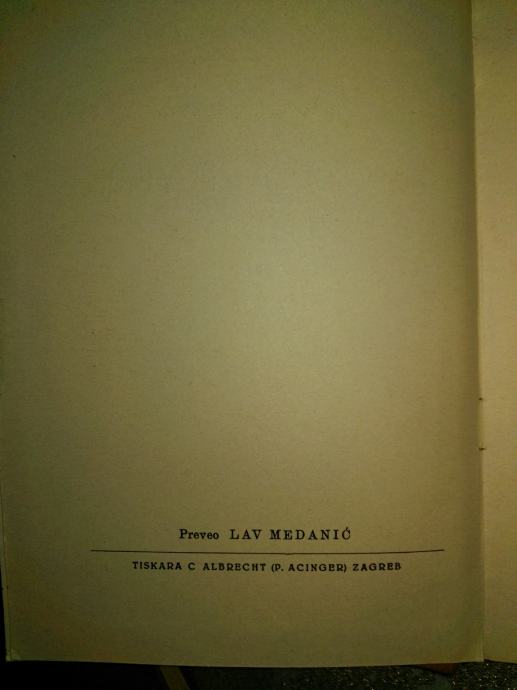 Preveo LAV MEDANIĆ
TISKARA C ALBRECHT (P. ACINGER) ZAGREB